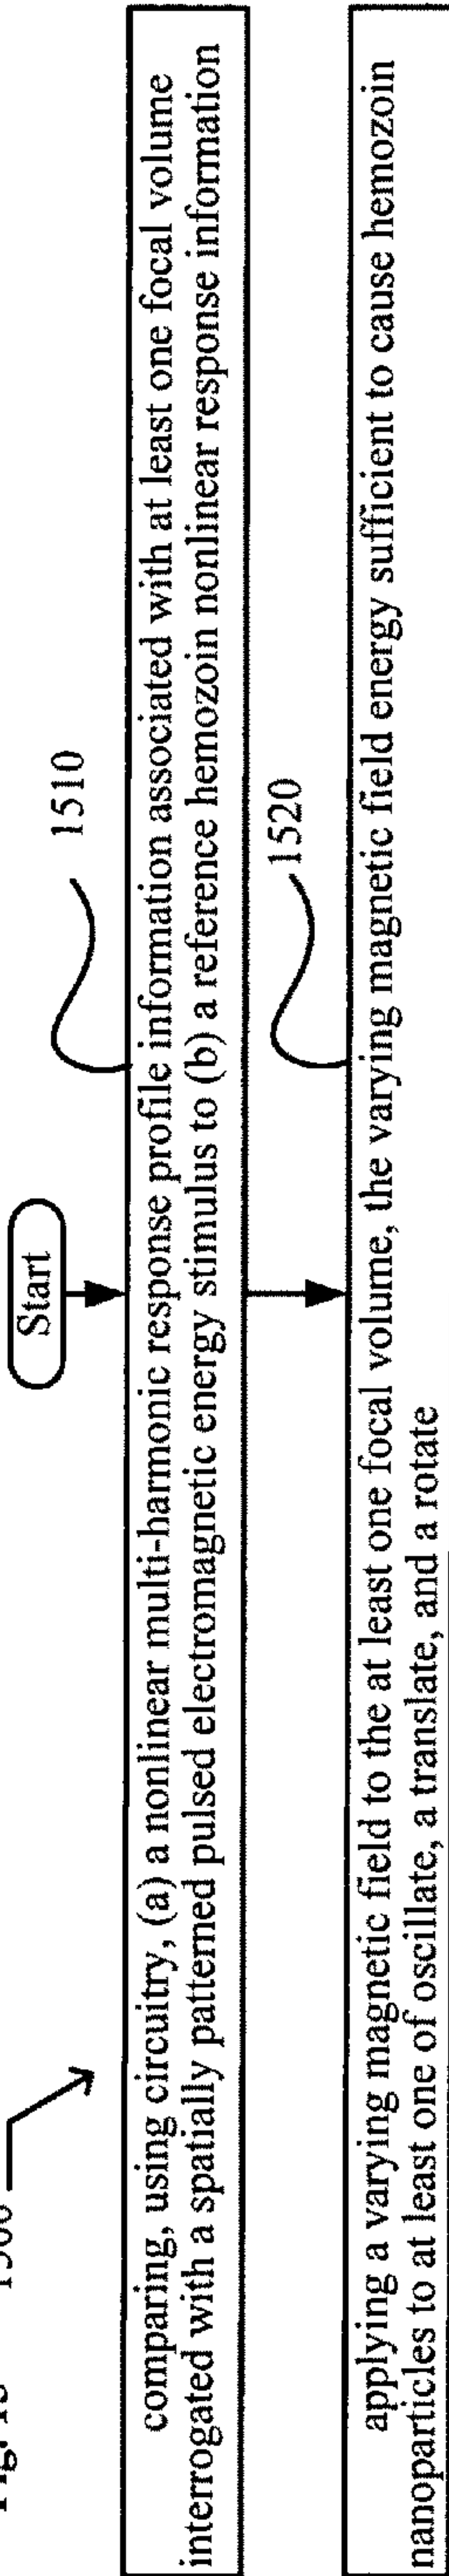 Fig. 15
1500
Start
1510
comparing, using circuitry, (a) a nonlinear multi-harmonic response profile information associated with at least one focal volume
interrogated with a spatially patterned pulsed electromagnetic energy stimulus to (b) a reference hemozoin nonlinear response information
1520
applying a varying magnetic field to the at least one focal volume, the varying magnetic field energy sufficient to cause hemozoin
nanoparticles to at least one of oscillate, a translate, and a rotate